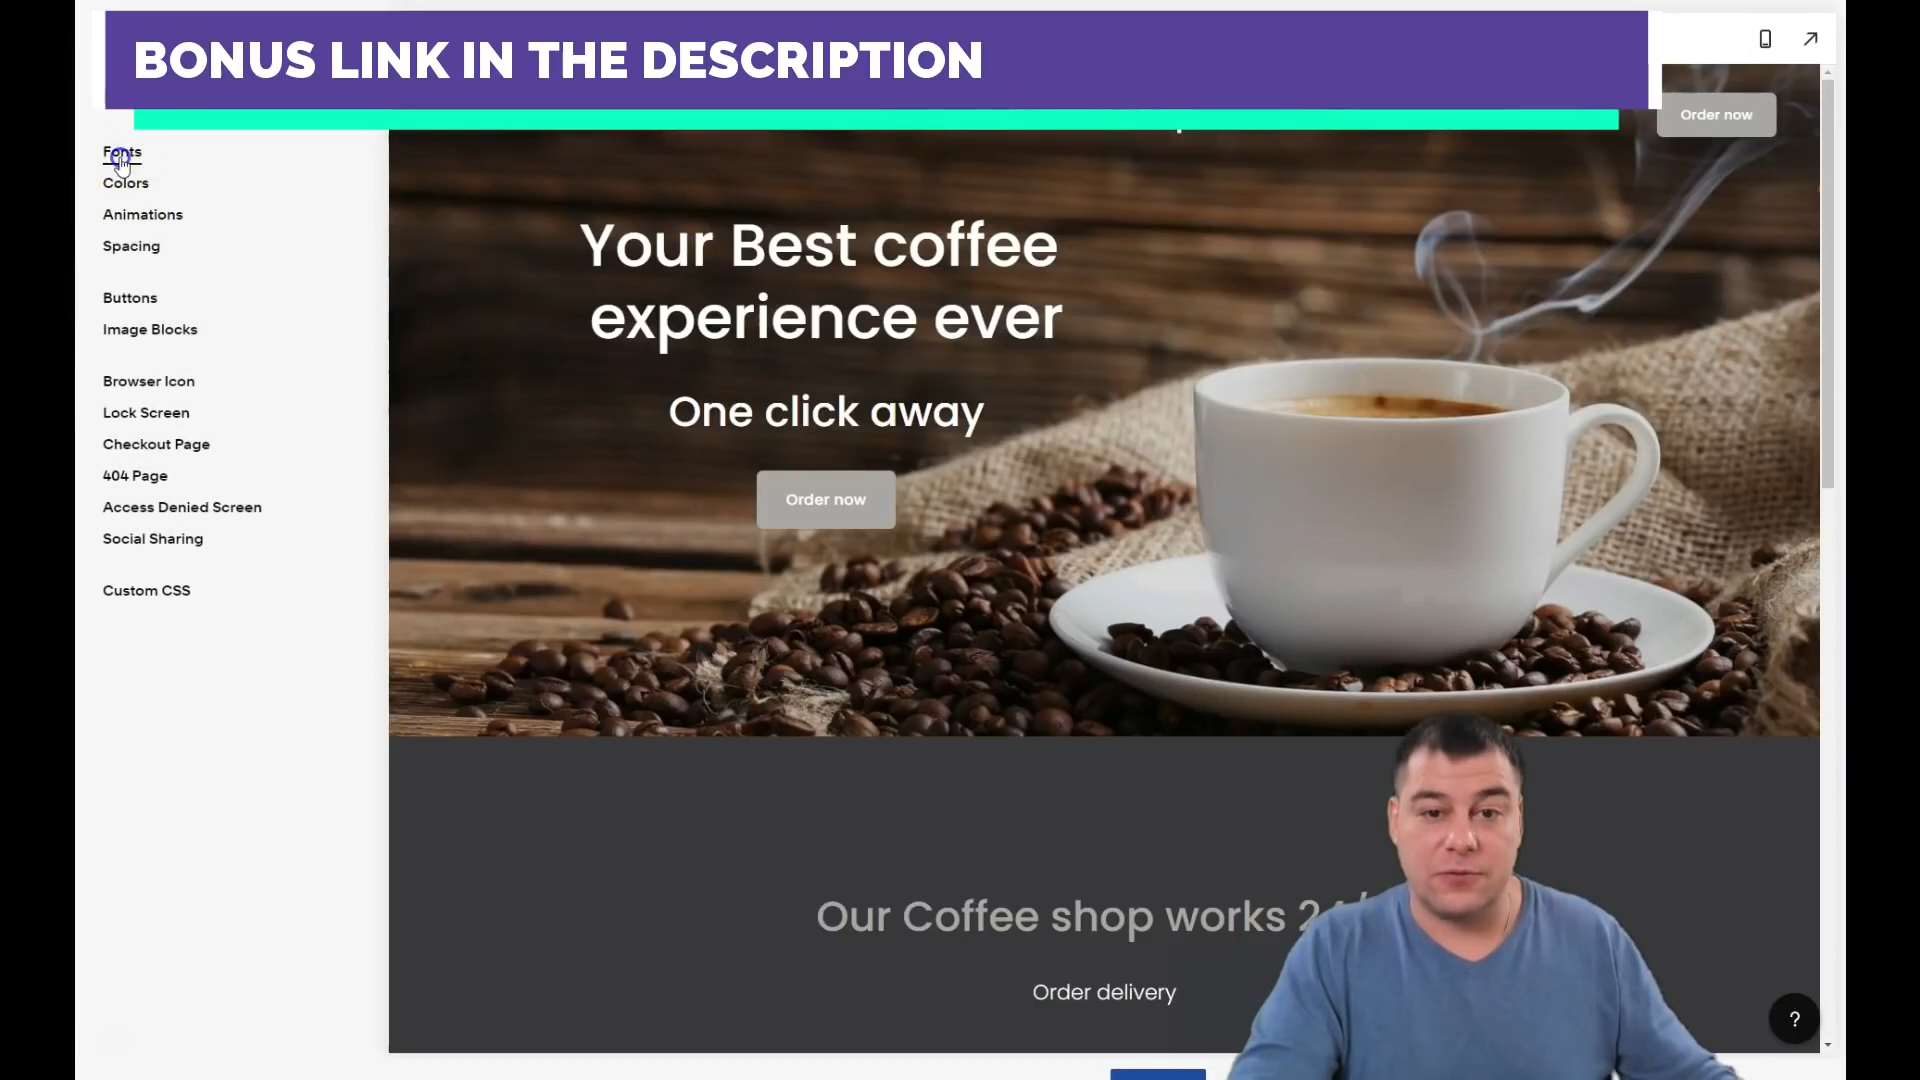 BONUS LINK IN THE DESCRIPTION
Order now
Fonts
Colors
Animations
Spacing
Buttons
Image Blocks
Browser Icon
Lock Screen
Checkout Page
404 Page
Access Denied Screen
Social Sharing
Custom CSS
Your Best coffee
experience ever
One click away
Order now
Our Coffee shop works
Order delivery
?